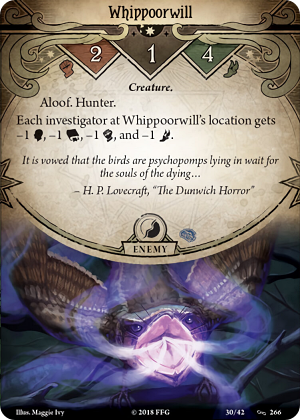 Whippoorwill
2 1 4
Creature.
Aloof. Hunter.
Each investigator at Whippoorwill's location gets
–1 , –1 , –1 , and –1 .
It is vowed that the birds are psychopomps lying in wait for
the souls of the dying…
– H. P. Lovecraft, “The Dunwich Horror”
ENEMY
Illus. Maggie Ivy © 2018 FFG 30/42 266